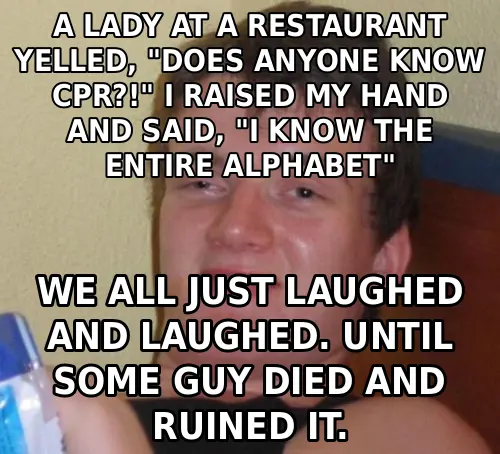 A LADY AT A RESTAURANT
YELLED, "DOES ANYONE KNOW
CPR?!" I RAISED MY HAND
AND SAID, "I KNOW THE
ENTIRE ALPHABET"
WE ALL JUST LAUGHED
AND LAUGHED. UNTIL
SOME GUY DIED AND
RUINED IT.